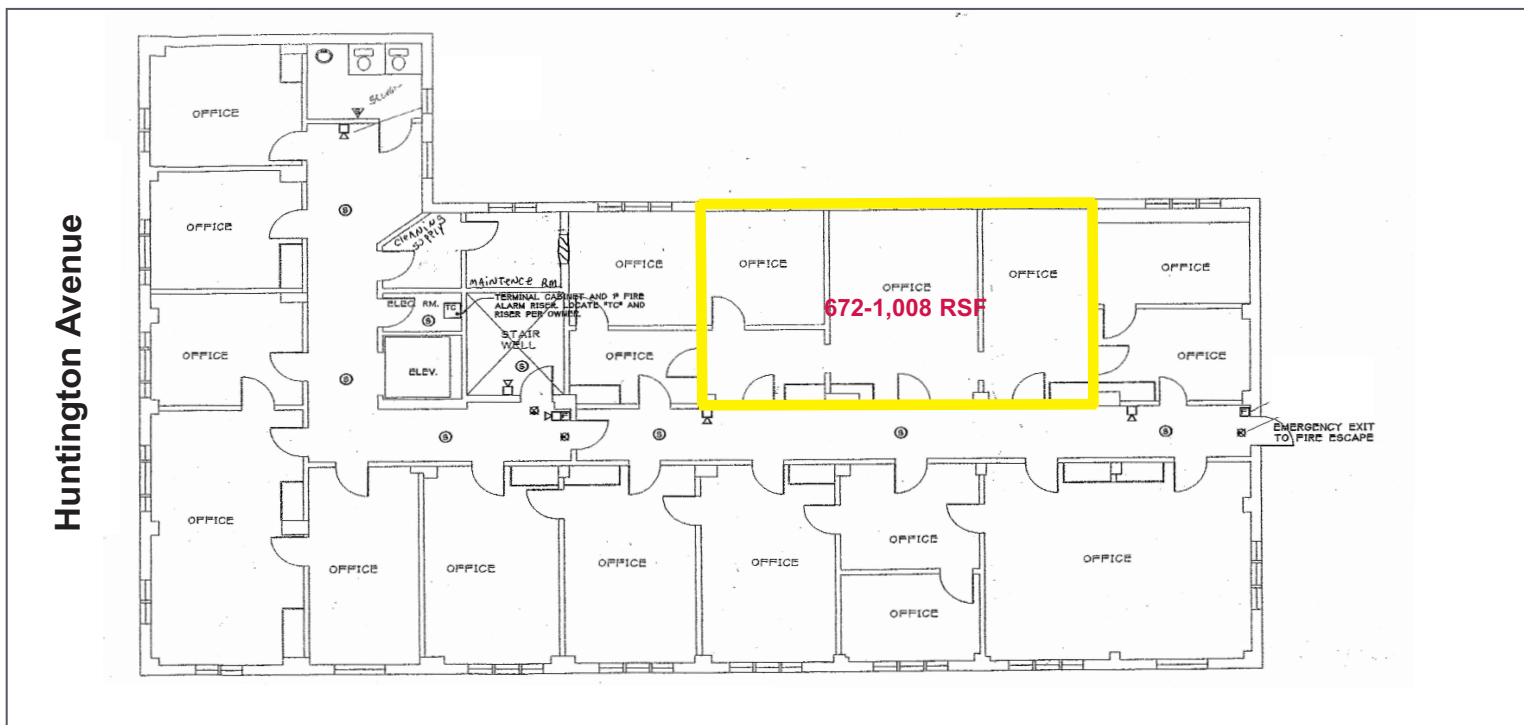 Huntington Avenue
OFFICE
OFFICE
OFFICE
OFFICE
CLEANING
SUPPLY
MAINTENCE RM.
ELEC. RM.
TC
TERMINAL CABINET AND 1" FIRE
ALARM RISER. LOCATE "TC" AND
RISER PER OWNER.
STAIR
WELL
ELEV.
S
S
S
S
S
S
S
S
OFFICE
OFFICE
OFFICE
OFFICE
OFFICE
672-1,008 RSF
OFFICE
OFFICE
EMERGENCY EXIT
TO FIRE ESCAPE
OFFICE
OFFICE
OFFICE
OFFICE
OFFICE
OFFICE
OFFICE